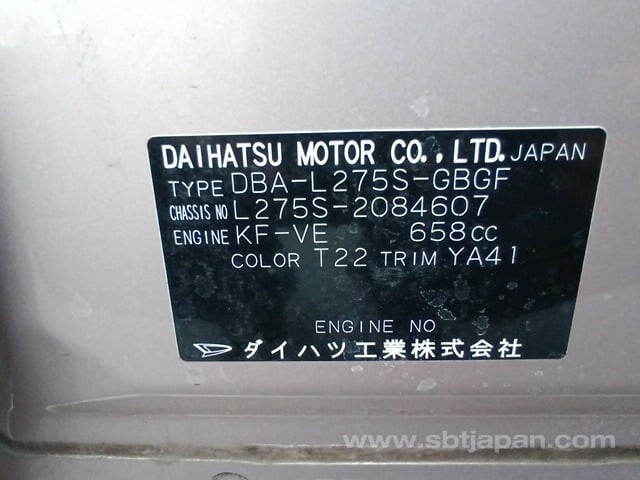 DAIHATSU MOTOR CO., LTD. JAPAN
TYPE DBA-L275S-GBGF
CHASSIS NO L275S-2084607
ENGINE KF-VE 658CC
COLOR T22 TRIM YA41
ENGINE NO
ダイハツ工業株式会社
www.sbtjapan.com